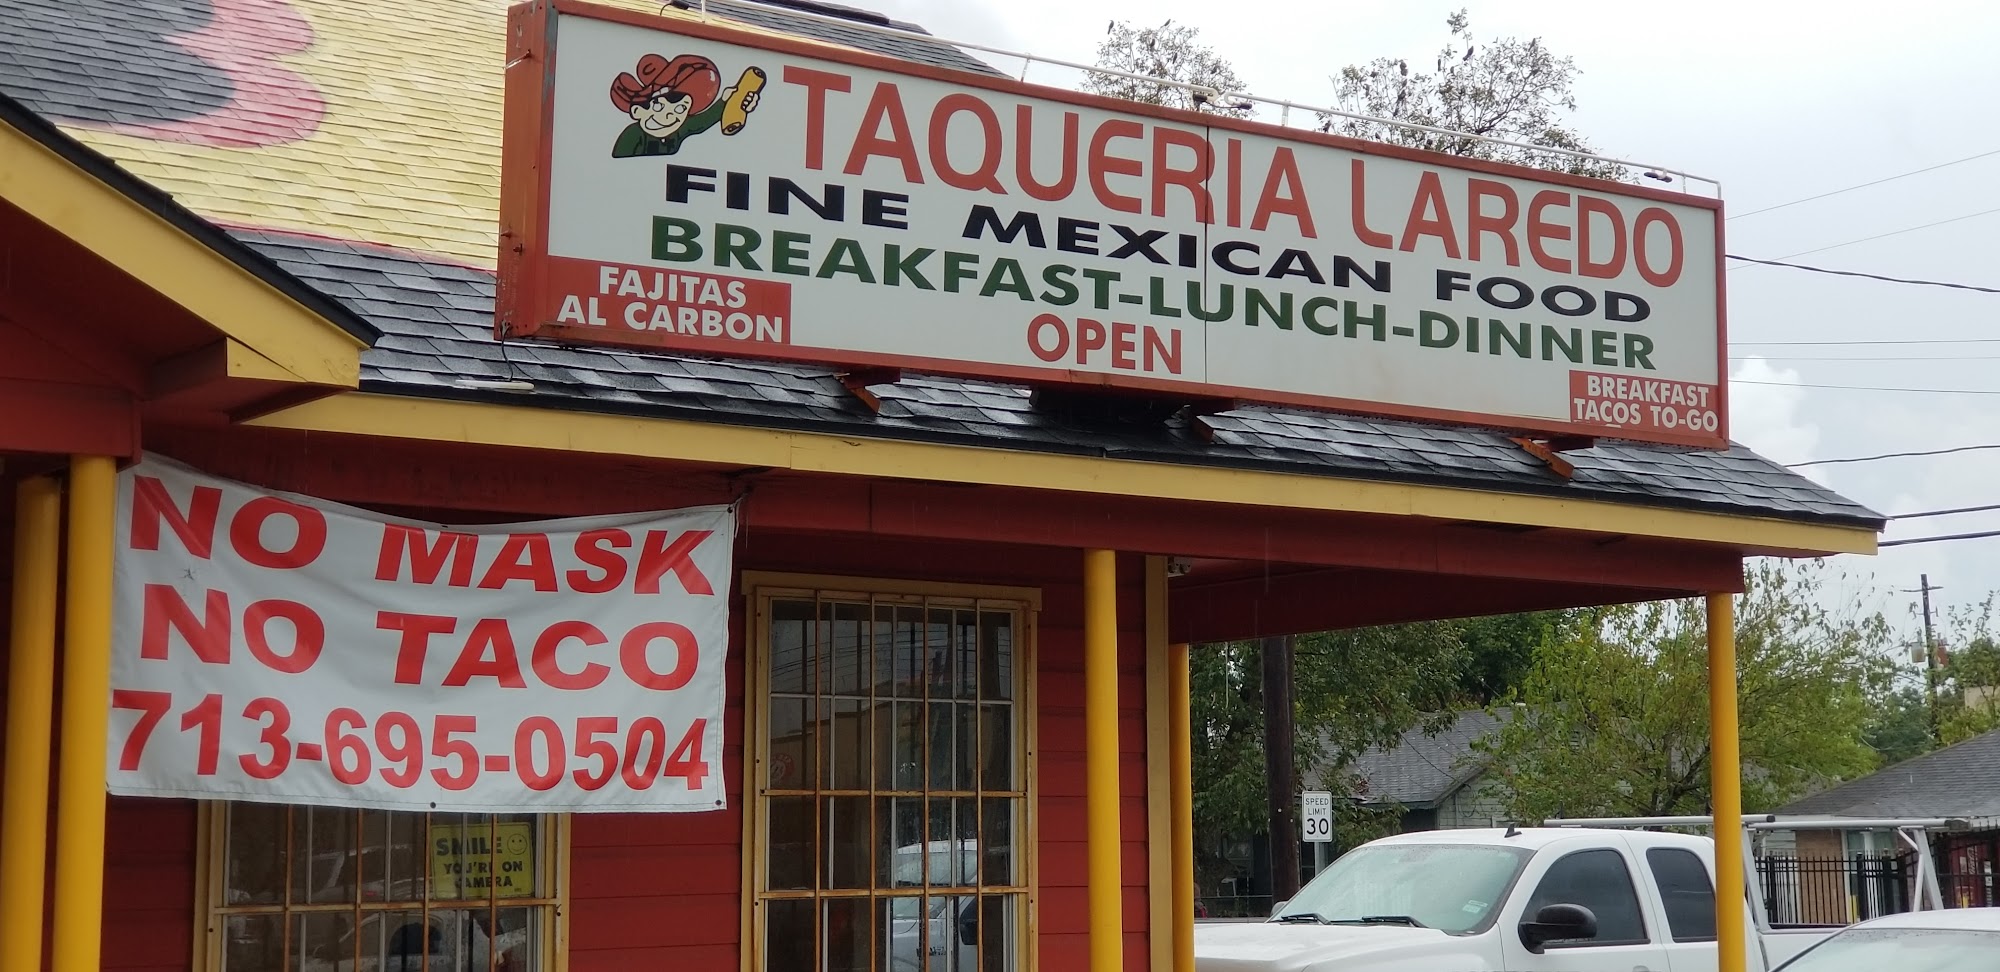 TAQUERIA LAREDO
FINE MEXICAN FOOD
BREAKFAST-LUNCH-DINNER
FAJITAS
AL CARBON
OPEN
BREAKFAST
TACOS TO-GO
NO MASK
NO TACO
713-695-0504
SMILE
YOU'RE ON
CAMERA
SPEED
LIMIT
30